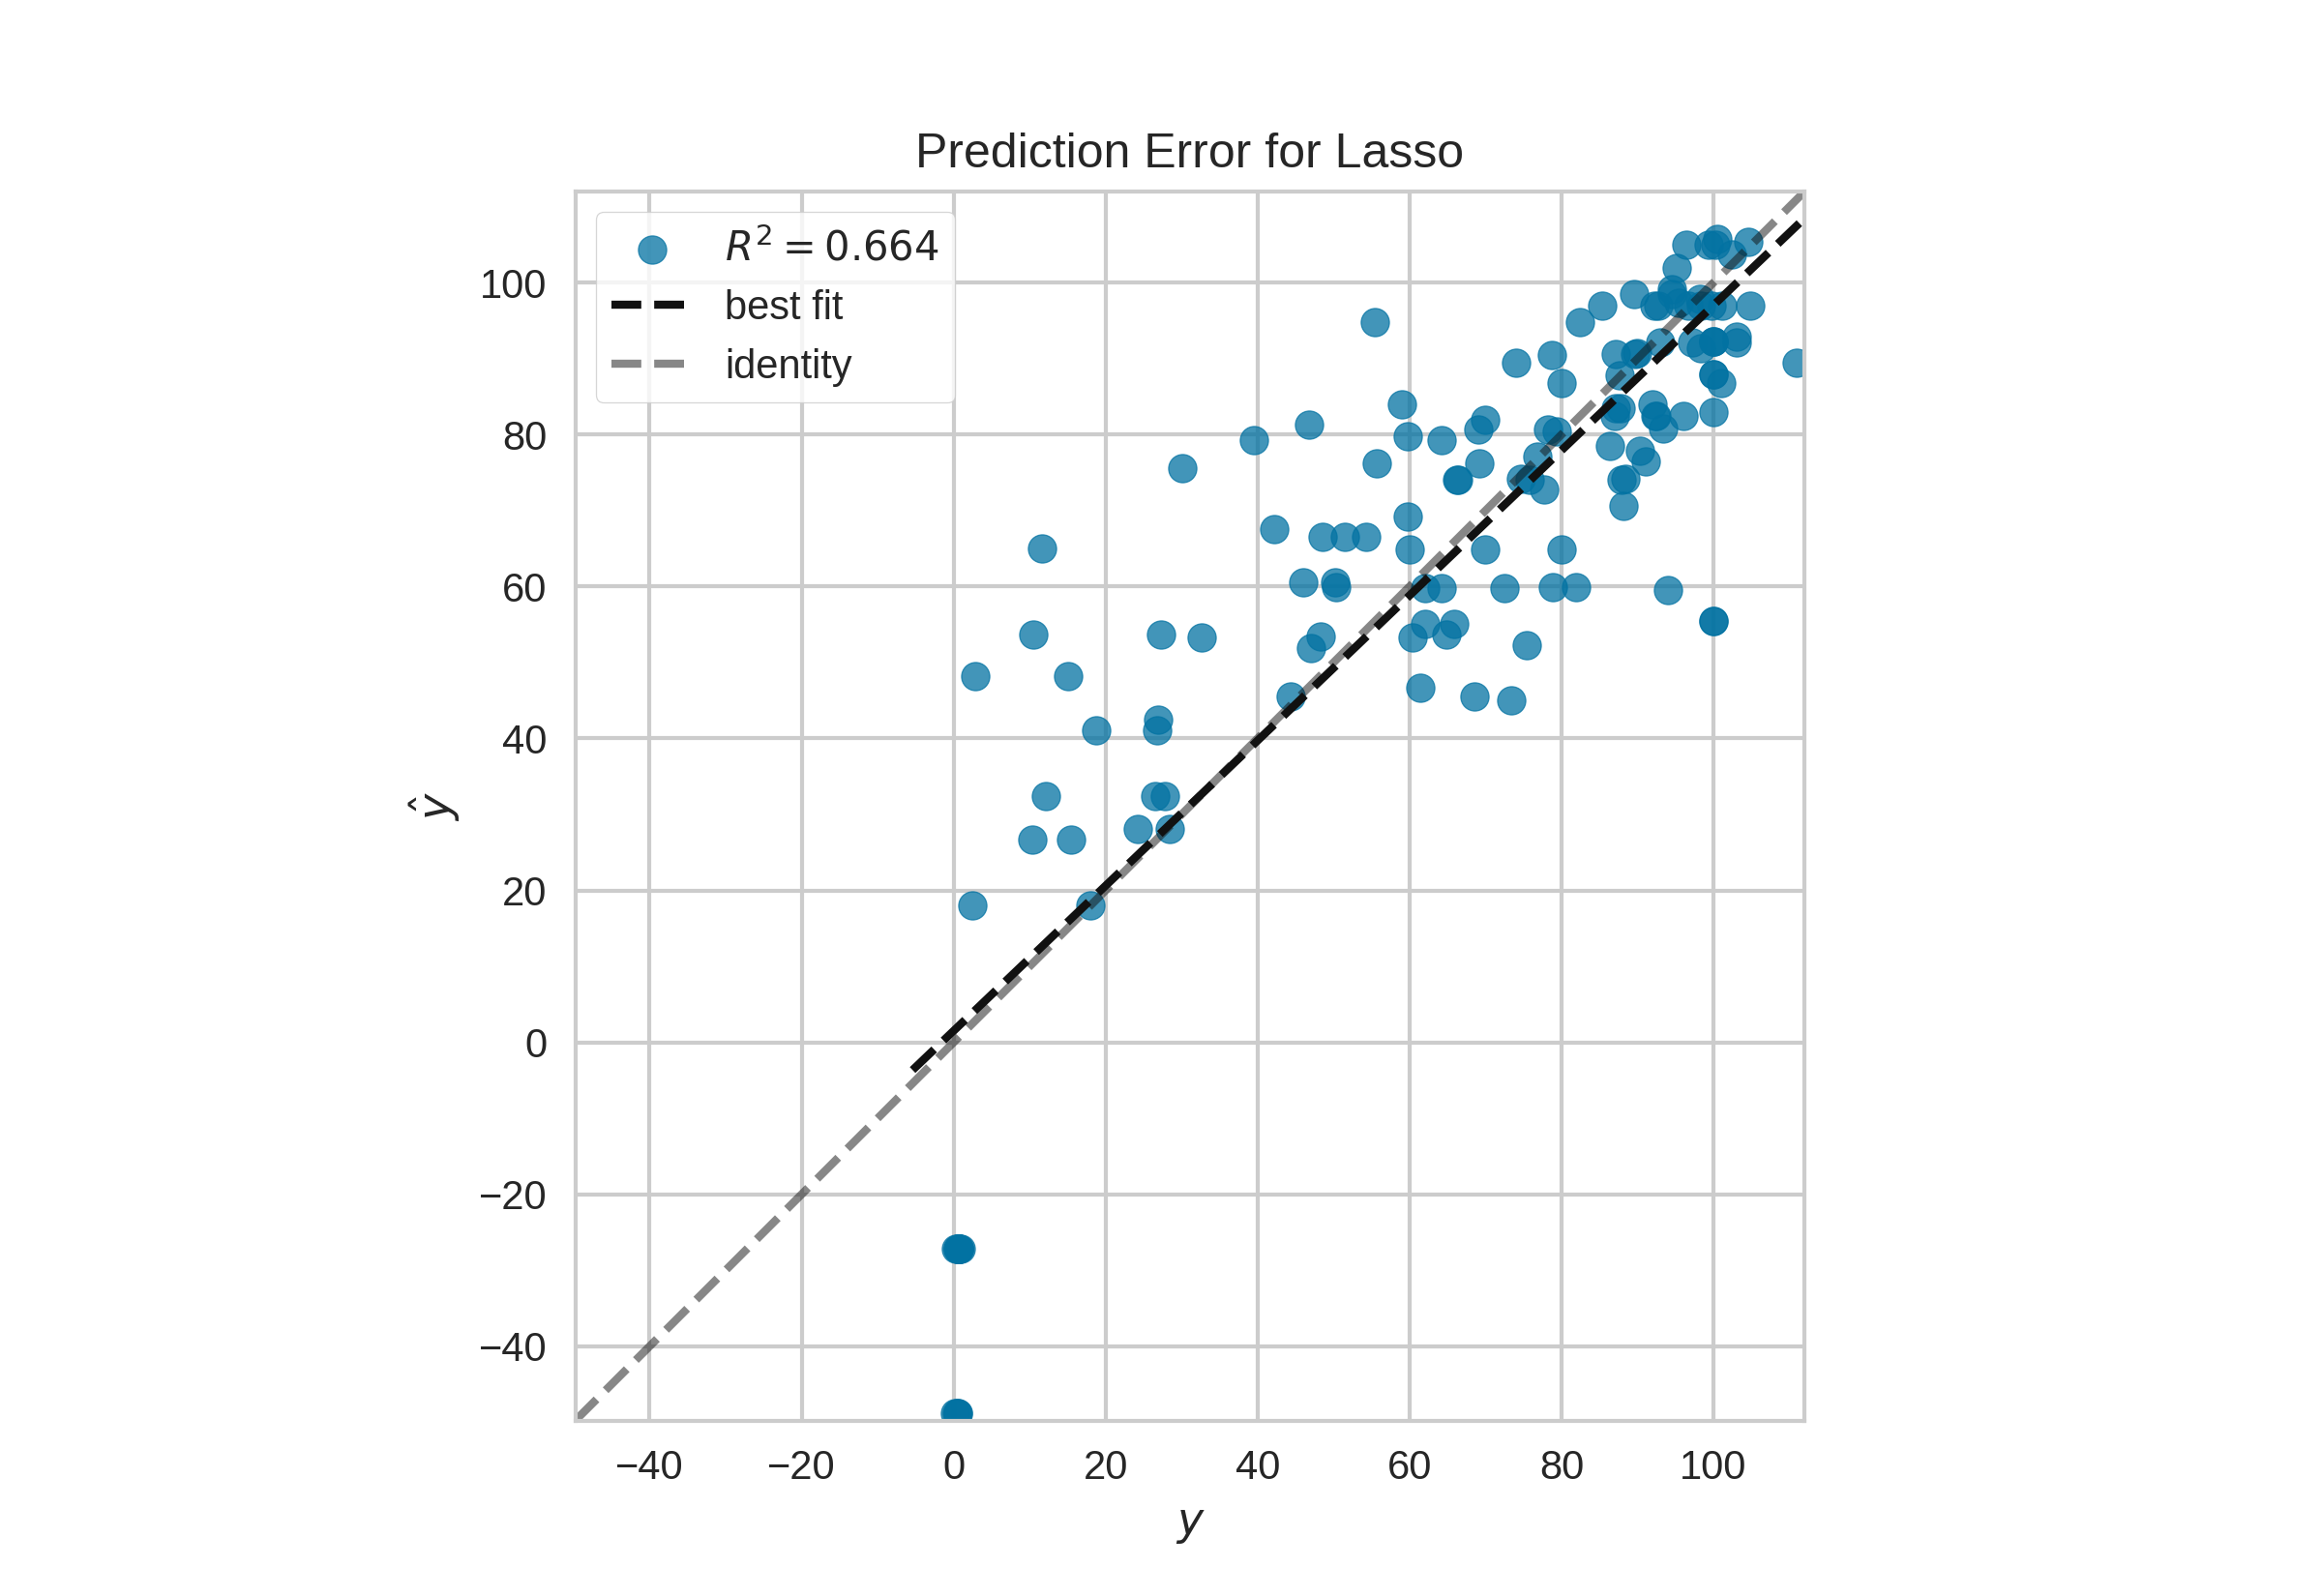 Prediction Error for Lasso
R² = 0.664
best fit
identity
100
80
60
40
20
0
−20
−40
ŷ
−40 −20 0 20 40 60 80 100
y